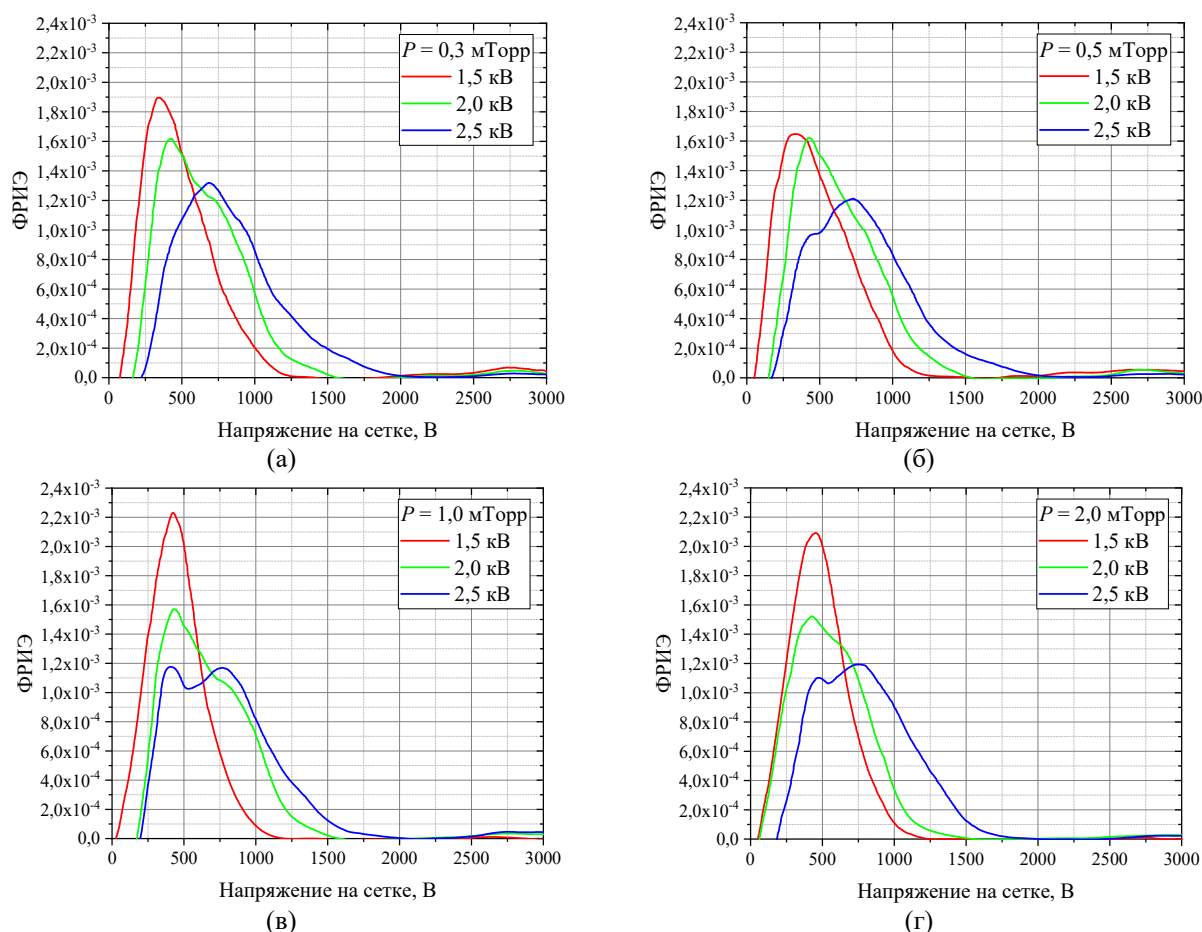 2,4x10⁻³
2,2x10⁻³
2,0x10⁻³
1,8x10⁻³
1,6x10⁻³
1,4x10⁻³
1,2x10⁻³
1,0x10⁻³
8,0x10⁻⁴
6,0x10⁻⁴
4,0x10⁻⁴
2,0x10⁻⁴
0,0
ФРИЭ
P = 0,3 мТорр
1,5 кВ
2,0 кВ
2,5 кВ
0 500 1000 1500 2000 2500 3000
Напряжение на сетке, В
(а)
2,4x10⁻³
2,2x10⁻³
2,0x10⁻³
1,8x10⁻³
1,6x10⁻³
1,4x10⁻³
1,2x10⁻³
1,0x10⁻³
8,0x10⁻⁴
6,0x10⁻⁴
4,0x10⁻⁴
2,0x10⁻⁴
0,0
ФРИЭ
P = 0,5 мТорр
1,5 кВ
2,0 кВ
2,5 кВ
0 500 1000 1500 2000 2500 3000
Напряжение на сетке, В
(б)
2,4x10⁻³
2,2x10⁻³
2,0x10⁻³
1,8x10⁻³
1,6x10⁻³
1,4x10⁻³
1,2x10⁻³
1,0x10⁻³
8,0x10⁻⁴
6,0x10⁻⁴
4,0x10⁻⁴
2,0x10⁻⁴
0,0
ФРИЭ
P = 1,0 мТорр
1,5 кВ
2,0 кВ
2,5 кВ
0 500 1000 1500 2000 2500 3000
Напряжение на сетке, В
(в)
2,4x10⁻³
2,2x10⁻³
2,0x10⁻³
1,8x10⁻³
1,6x10⁻³
1,4x10⁻³
1,2x10⁻³
1,0x10⁻³
8,0x10⁻⁴
6,0x10⁻⁴
4,0x10⁻⁴
2,0x10⁻⁴
0,0
ФРИЭ
P = 2,0 мТорр
1,5 кВ
2,0 кВ
2,5 кВ
0 500 1000 1500 2000 2500 3000
Напряжение на сетке, В
(г)